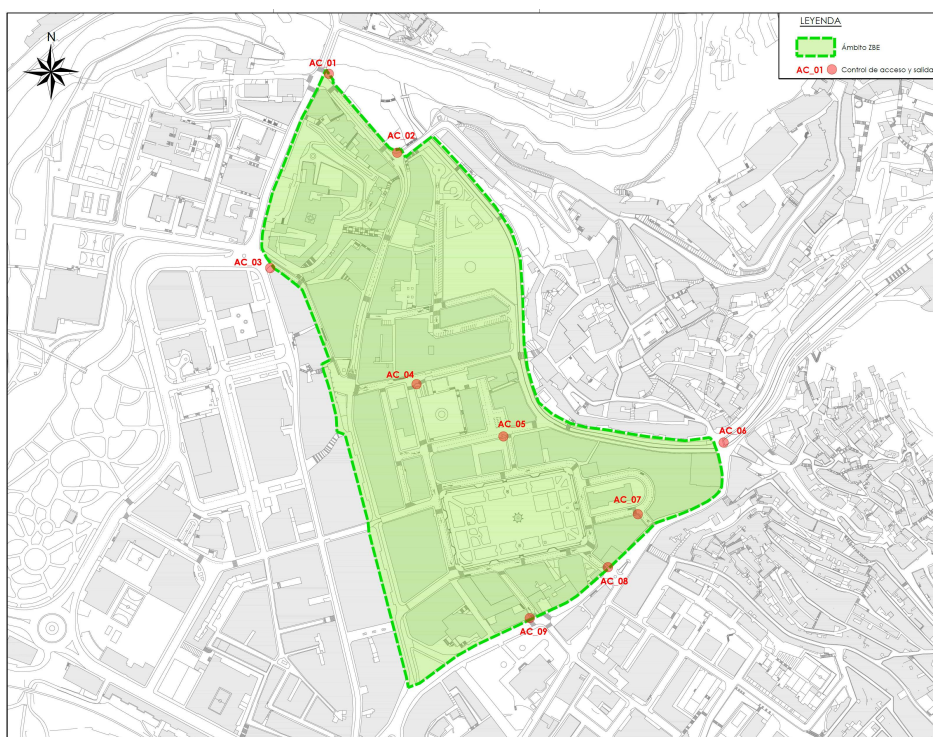 LEYENDA
Ámbito ZBE
AC_01 Control de acceso y salida
N
AC_01
AC_02
AC_03
AC_04
AC_05
AC_06
AC_07
AC_08
AC_09